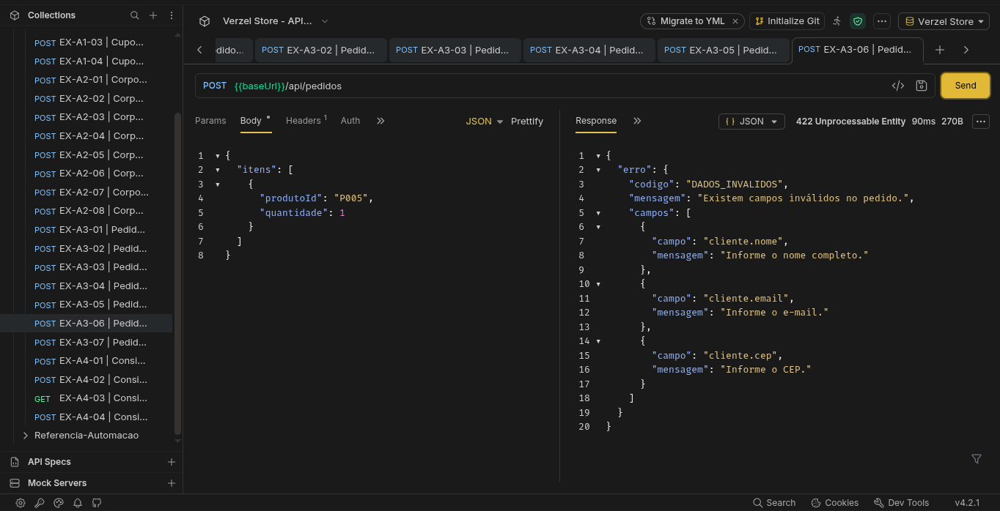 Collections
Verzel Store - API...
Migrate to YML
Initialize Git
Verzel Store
POST EX-A1-03 | Cupo...
POST EX-A1-04 | Cupo...
POST EX-A2-01 | Corpo...
POST EX-A2-02 | Corp...
POST EX-A2-03 | Corp...
POST EX-A2-04 | Corp...
POST EX-A2-05 | Corp...
POST EX-A2-06 | Corp...
POST EX-A2-07 | Corpo...
POST EX-A2-08 | Corp...
POST EX-A3-01 | Pedid...
POST EX-A3-02 | Pedid...
POST EX-A3-03 | Pedid...
POST EX-A3-04 | Pedid...
POST EX-A3-05 | Pedid...
POST EX-A3-06 | Pedid...
POST EX-A3-07 | Pedid...
POST EX-A4-01 | Consi...
POST EX-A4-02 | Consi...
GET EX-A4-03 | Consi...
POST EX-A4-04 | Consi...
Referencia-Automacao
API Specs
Mock Servers
dido... POST EX-A3-02 | Pedid... POST EX-A3-03 | Pedid... POST EX-A3-04 | Pedid... POST EX-A3-05 | Pedid... POST EX-A3-06 | Pedid...
POST {{baseUrl}}/api/pedidos
Send
Params Body Headers 1 Auth JSON Prettify
1 {
2 "itens": [
3 {
4 "produtoId": "P005",
5 "quantidade": 1
6 }
7 ]
8 }
Response { } JSON 422 Unprocessable Entity 90ms 270B
1 {
2 "erro": {
3 "codigo": "DADOS_INVALIDOS",
4 "mensagem": "Existem campos inválidos no pedido.",
5 "campos": [
6 {
7 "campo": "cliente.nome",
8 "mensagem": "Informe o nome completo."
9 },
10 {
11 "campo": "cliente.email",
12 "mensagem": "Informe o e-mail."
13 },
14 {
15 "campo": "cliente.cep",
16 "mensagem": "Informe o CEP."
17 }
18 ]
19 }
20 }
Search Cookies Dev Tools v4.2.1